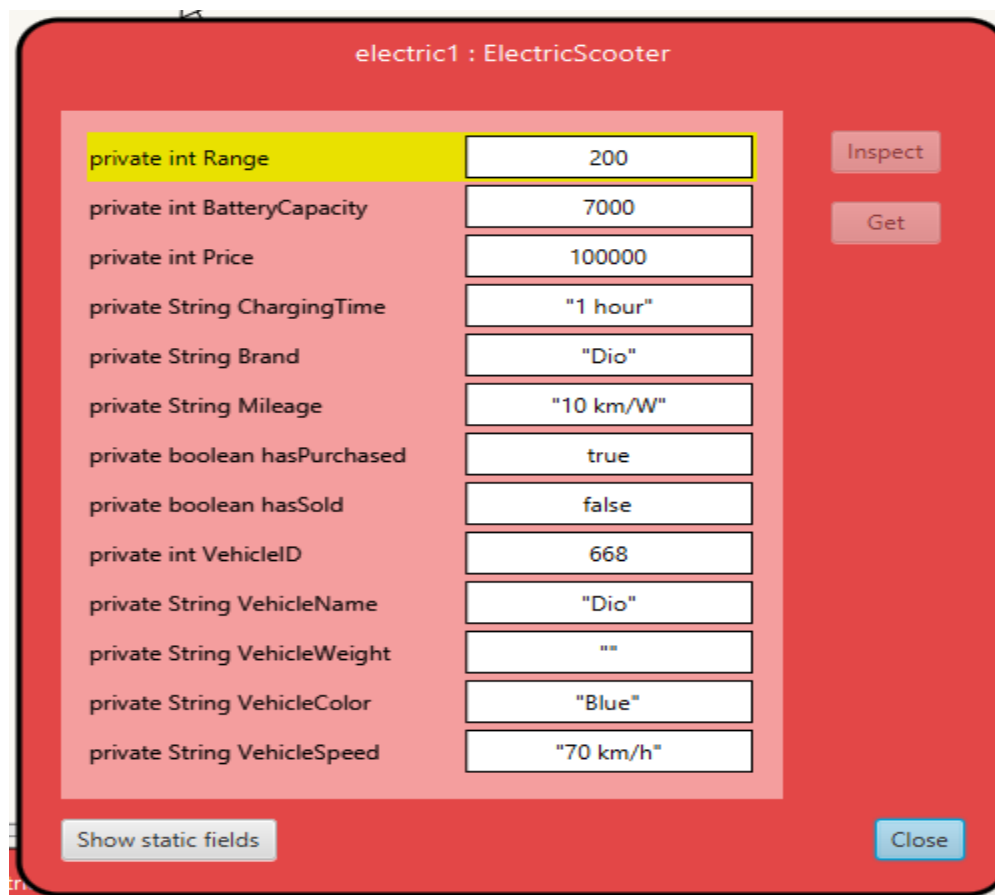 electric1 : ElectricScooter
private int Range 200
Inspect
private int BatteryCapacity 7000
Get
private int Price 100000
private String ChargingTime "1 hour"
private String Brand "Dio"
private String Mileage "10 km/W"
private boolean hasPurchased true
private boolean hasSold false
private int VehicleID 668
private String VehicleName "Dio"
private String VehicleWeight ""
private String VehicleColor "Blue"
private String VehicleSpeed "70 km/h"
Show static fields
Close